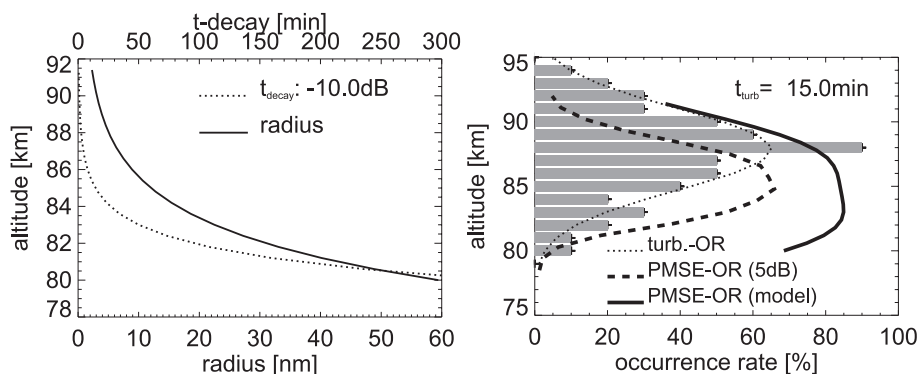 t-decay [min]
0 50 100 150 200 250 300
92
90
88
86
84
82
80
78
altitude [km]
t_decay: -10.0dB
radius
0 10 20 30 40 50 60
radius [nm]
95
90
85
80
75
altitude [km]
t_turb= 15.0min
turb.-OR
PMSE-OR (5dB)
PMSE-OR (model)
0 20 40 60 80 100
occurrence rate [%]